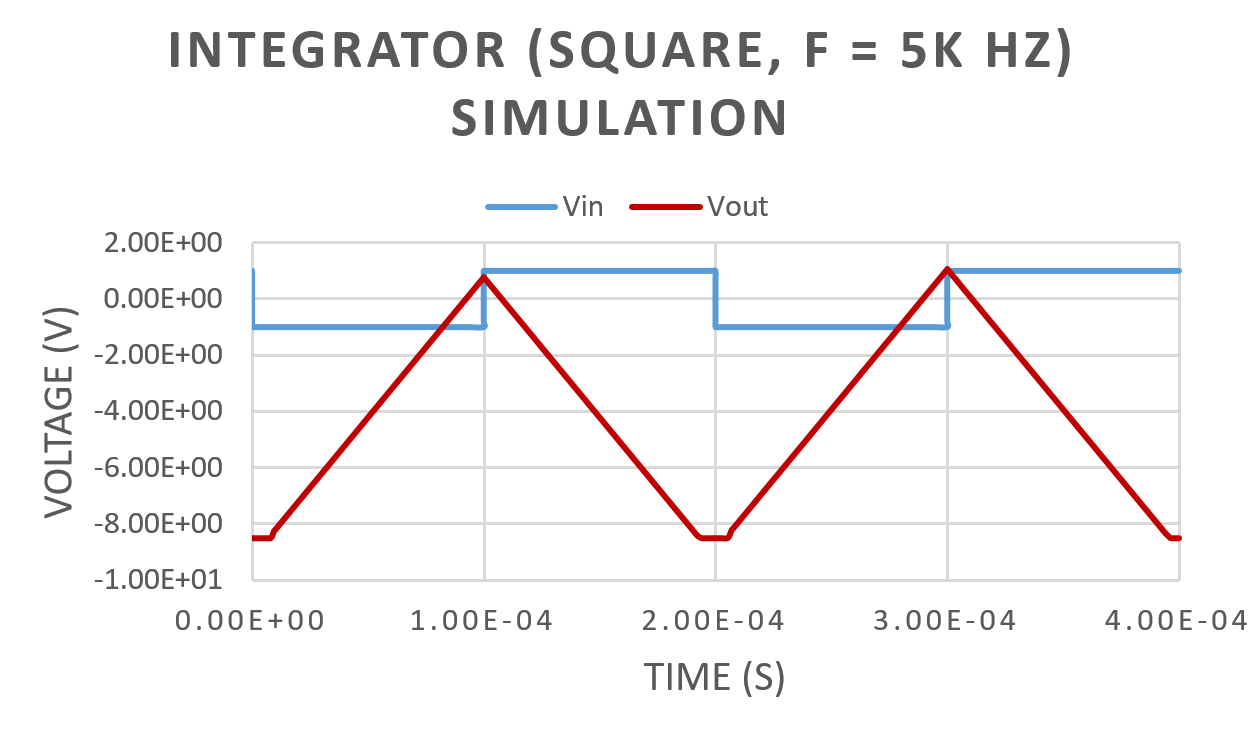 INTEGRATOR (SQUARE, F = 5K HZ)
SIMULATION
Vin Vout
2.00E+00
0.00E+00
-2.00E+00
-4.00E+00
-6.00E+00
-8.00E+00
-1.00E+01
VOLTAGE (V)
0.00E+00 1.00E-04 2.00E-04 3.00E-04 4.00E-04
TIME (S)